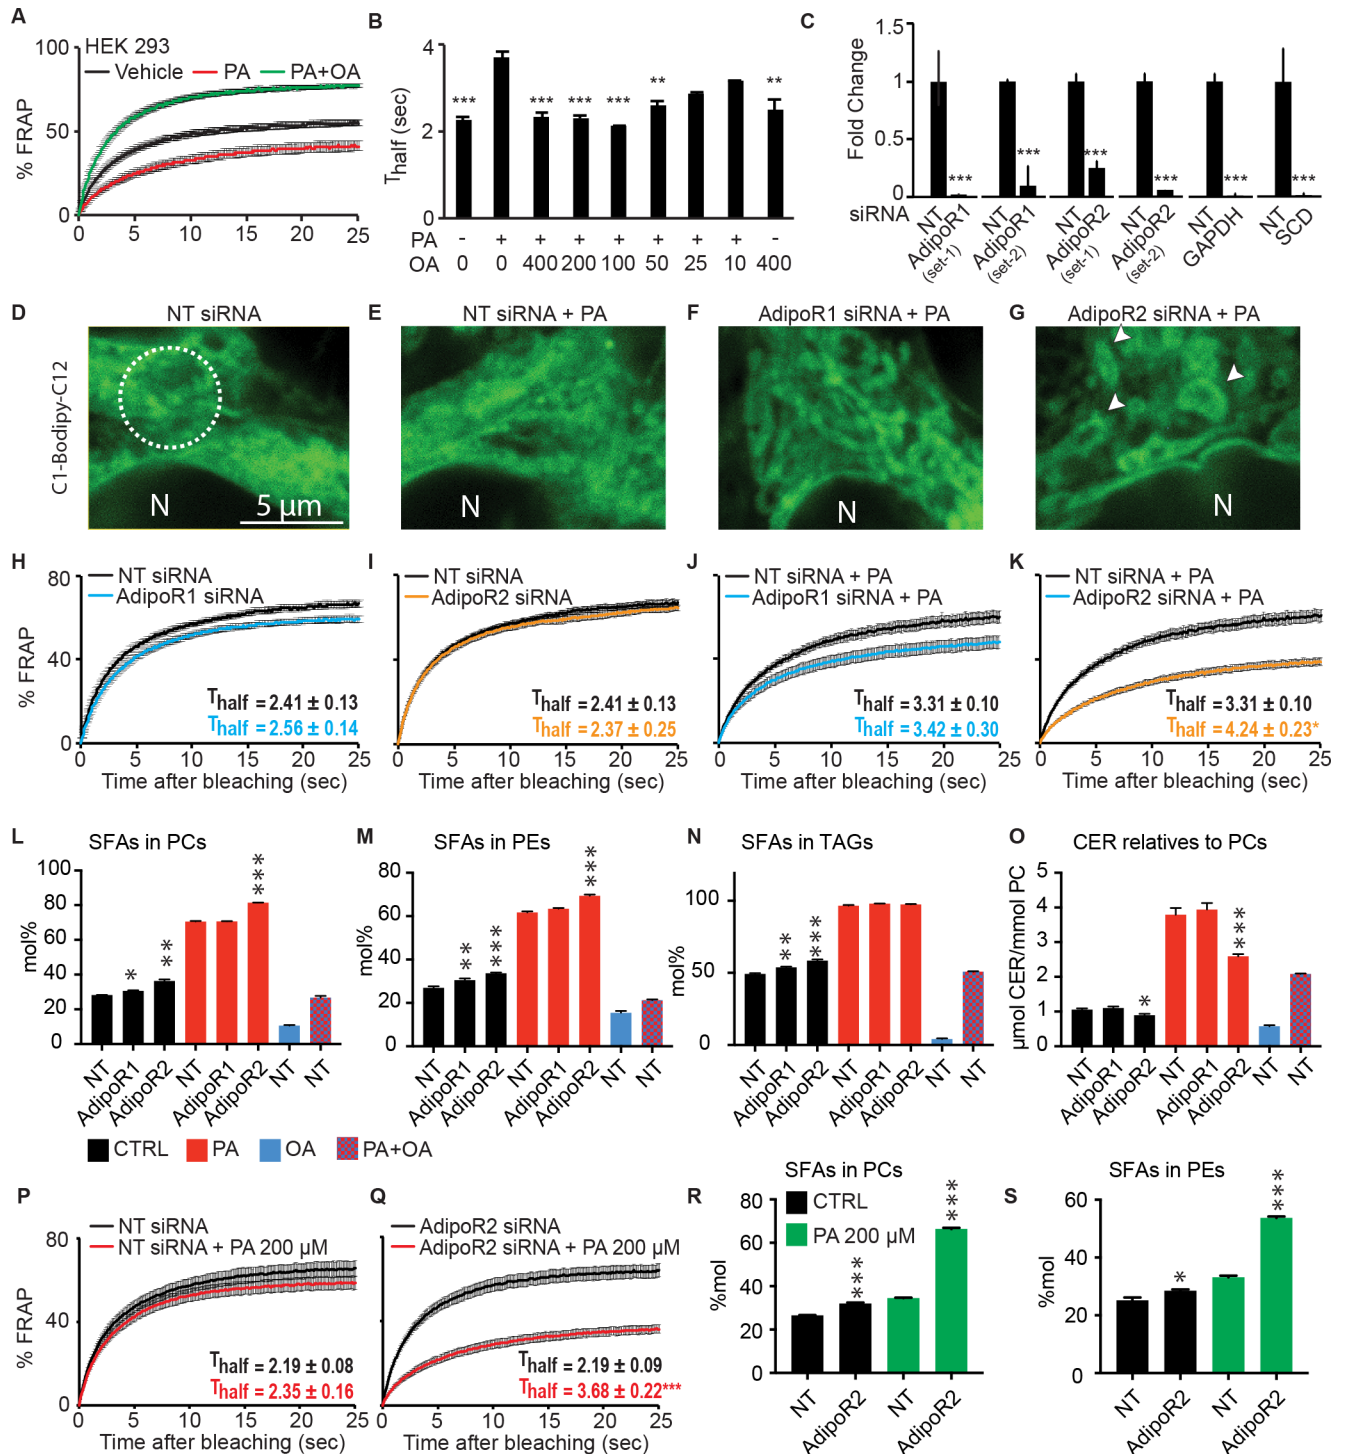 A
HEK 293
Vehicle PA PA+OA
100
50
0
% FRAP
0 5 10 15 20 25
B
4
2
0
Thalf (sec)
*** *** *** *** ** **
PA - + + + + + + -
OA 0 0 400 200 100 50 25 10 400
C
1.5
1
0.5
0
Fold Change
*** *** *** *** *** ***
siRNA
NT AdipoR1 (set-1)
NT AdipoR1 (set-2)
NT AdipoR2 (set-1)
NT AdipoR2 (set-2)
NT GAPDH
NT SCD
D NT siRNA
C1-Bodipy-C12
N 5 µm
E NT siRNA + PA
N
F AdipoR1 siRNA + PA
N
G AdipoR2 siRNA + PA
N
H
NT siRNA
AdipoR1 siRNA
80
40
0
% FRAP
Thalf = 2.41 ± 0.13
Thalf = 2.56 ± 0.14
0 5 10 15 20 25
Time after bleaching (sec)
I
NT siRNA
AdipoR2 siRNA
Thalf = 2.41 ± 0.13
Thalf = 2.37 ± 0.25
0 5 10 15 20 25
Time after bleaching (sec)
J
NT siRNA + PA
AdipoR1 siRNA + PA
Thalf = 3.31 ± 0.10
Thalf = 3.42 ± 0.30
0 5 10 15 20 25
Time after bleaching (sec)
K
NT siRNA + PA
AdipoR2 siRNA + PA
Thalf = 3.31 ± 0.10
Thalf = 4.24 ± 0.23*
0 5 10 15 20 25
Time after bleaching (sec)
L SFAs in PCs
100
80
60
40
20
0
mol%
* ** ***
NT AdipoR1 AdipoR2 NT AdipoR1 AdipoR2 NT NT
M SFAs in PEs
80
60
40
20
0
mol%
** *** ***
NT AdipoR1 AdipoR2 NT AdipoR1 AdipoR2 NT NT
N SFAs in TAGs
100
50
0
mol%
** ***
NT AdipoR1 AdipoR2 NT AdipoR1 AdipoR2 NT NT
O CER relatives to PCs
5
4
3
2
1
0
µmol CER/mmol PC
* ***
NT AdipoR1 AdipoR2 NT AdipoR1 AdipoR2 NT NT
CTRL PA OA PA+OA
P
NT siRNA
NT siRNA + PA 200 µM
80
40
0
% FRAP
Thalf = 2.19 ± 0.08
Thalf = 2.35 ± 0.16
0 5 10 15 20 25
Time after bleaching (sec)
Q
AdipoR2 siRNA
AdipoR2 siRNA + PA 200 µM
Thalf = 2.19 ± 0.09
Thalf = 3.68 ± 0.22***
0 5 10 15 20 25
Time after bleaching (sec)
R SFAs in PCs
CTRL
PA 200 µM
80
60
40
20
0
%mol
*** ***
NT AdipoR2 NT AdipoR2
S SFAs in PEs
60
40
20
0
%mol
* ***
NT AdipoR2 NT AdipoR2